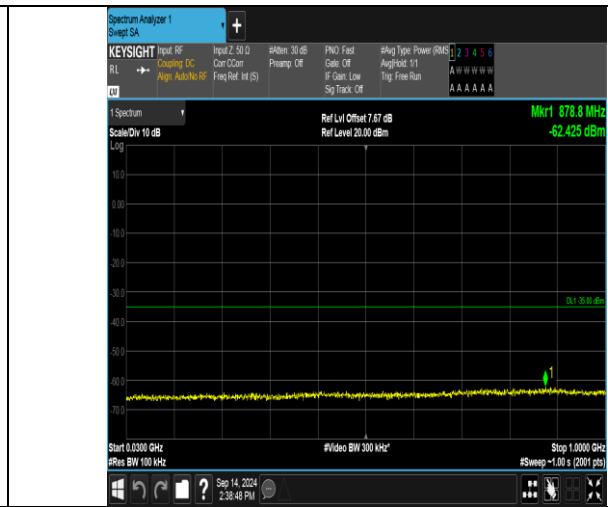 Spectrum Analyzer 1
Swept SA
+
KEYSIGHT
RL
Input: RF
Coupling: DC
Align: Auto/No RF
Input Z: 50 Ω
Corr CCorr
Freq Ref: Int (S)
#Atten: 30 dB
Preamp: Off
PNO: Fast
Gate: Off
IF Gain: Low
Sig Track: Off
#Avg Type: Power (RMS
Avg|Hold: 1/1
Trig: Free Run
1 2 3 4 5 6
A W W W W W
A A A A A A
1 Spectrum
Scale/Div 10 dB
Ref Lvl Offset 7.67 dB
Ref Level 20.00 dBm
Mkr1 878.8 MHz
-62.425 dBm
Log
10.0
0.00
-10.0
-20.0
-30.0
DL1 -35.00 dBm
-40.0
-50.0
-60.0
1
-70.0
Start 0.0300 GHz
#Res BW 100 kHz
#Video BW 300 kHz*
Stop 1.0000 GHz
#Sweep ~1.00 s (2001 pts)
?
Sep 14, 2024
2:38:48 PM